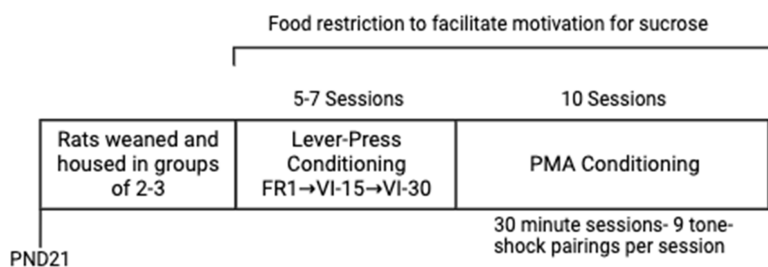 Food restriction to facilitate motivation for sucrose
5-7 Sessions
10 Sessions
Rats weaned and
housed in groups
of 2-3
Lever-Press
Conditioning
FR1→VI-15→VI-30
PMA Conditioning
30 minute sessions- 9 tone-
shock pairings per session
PND21